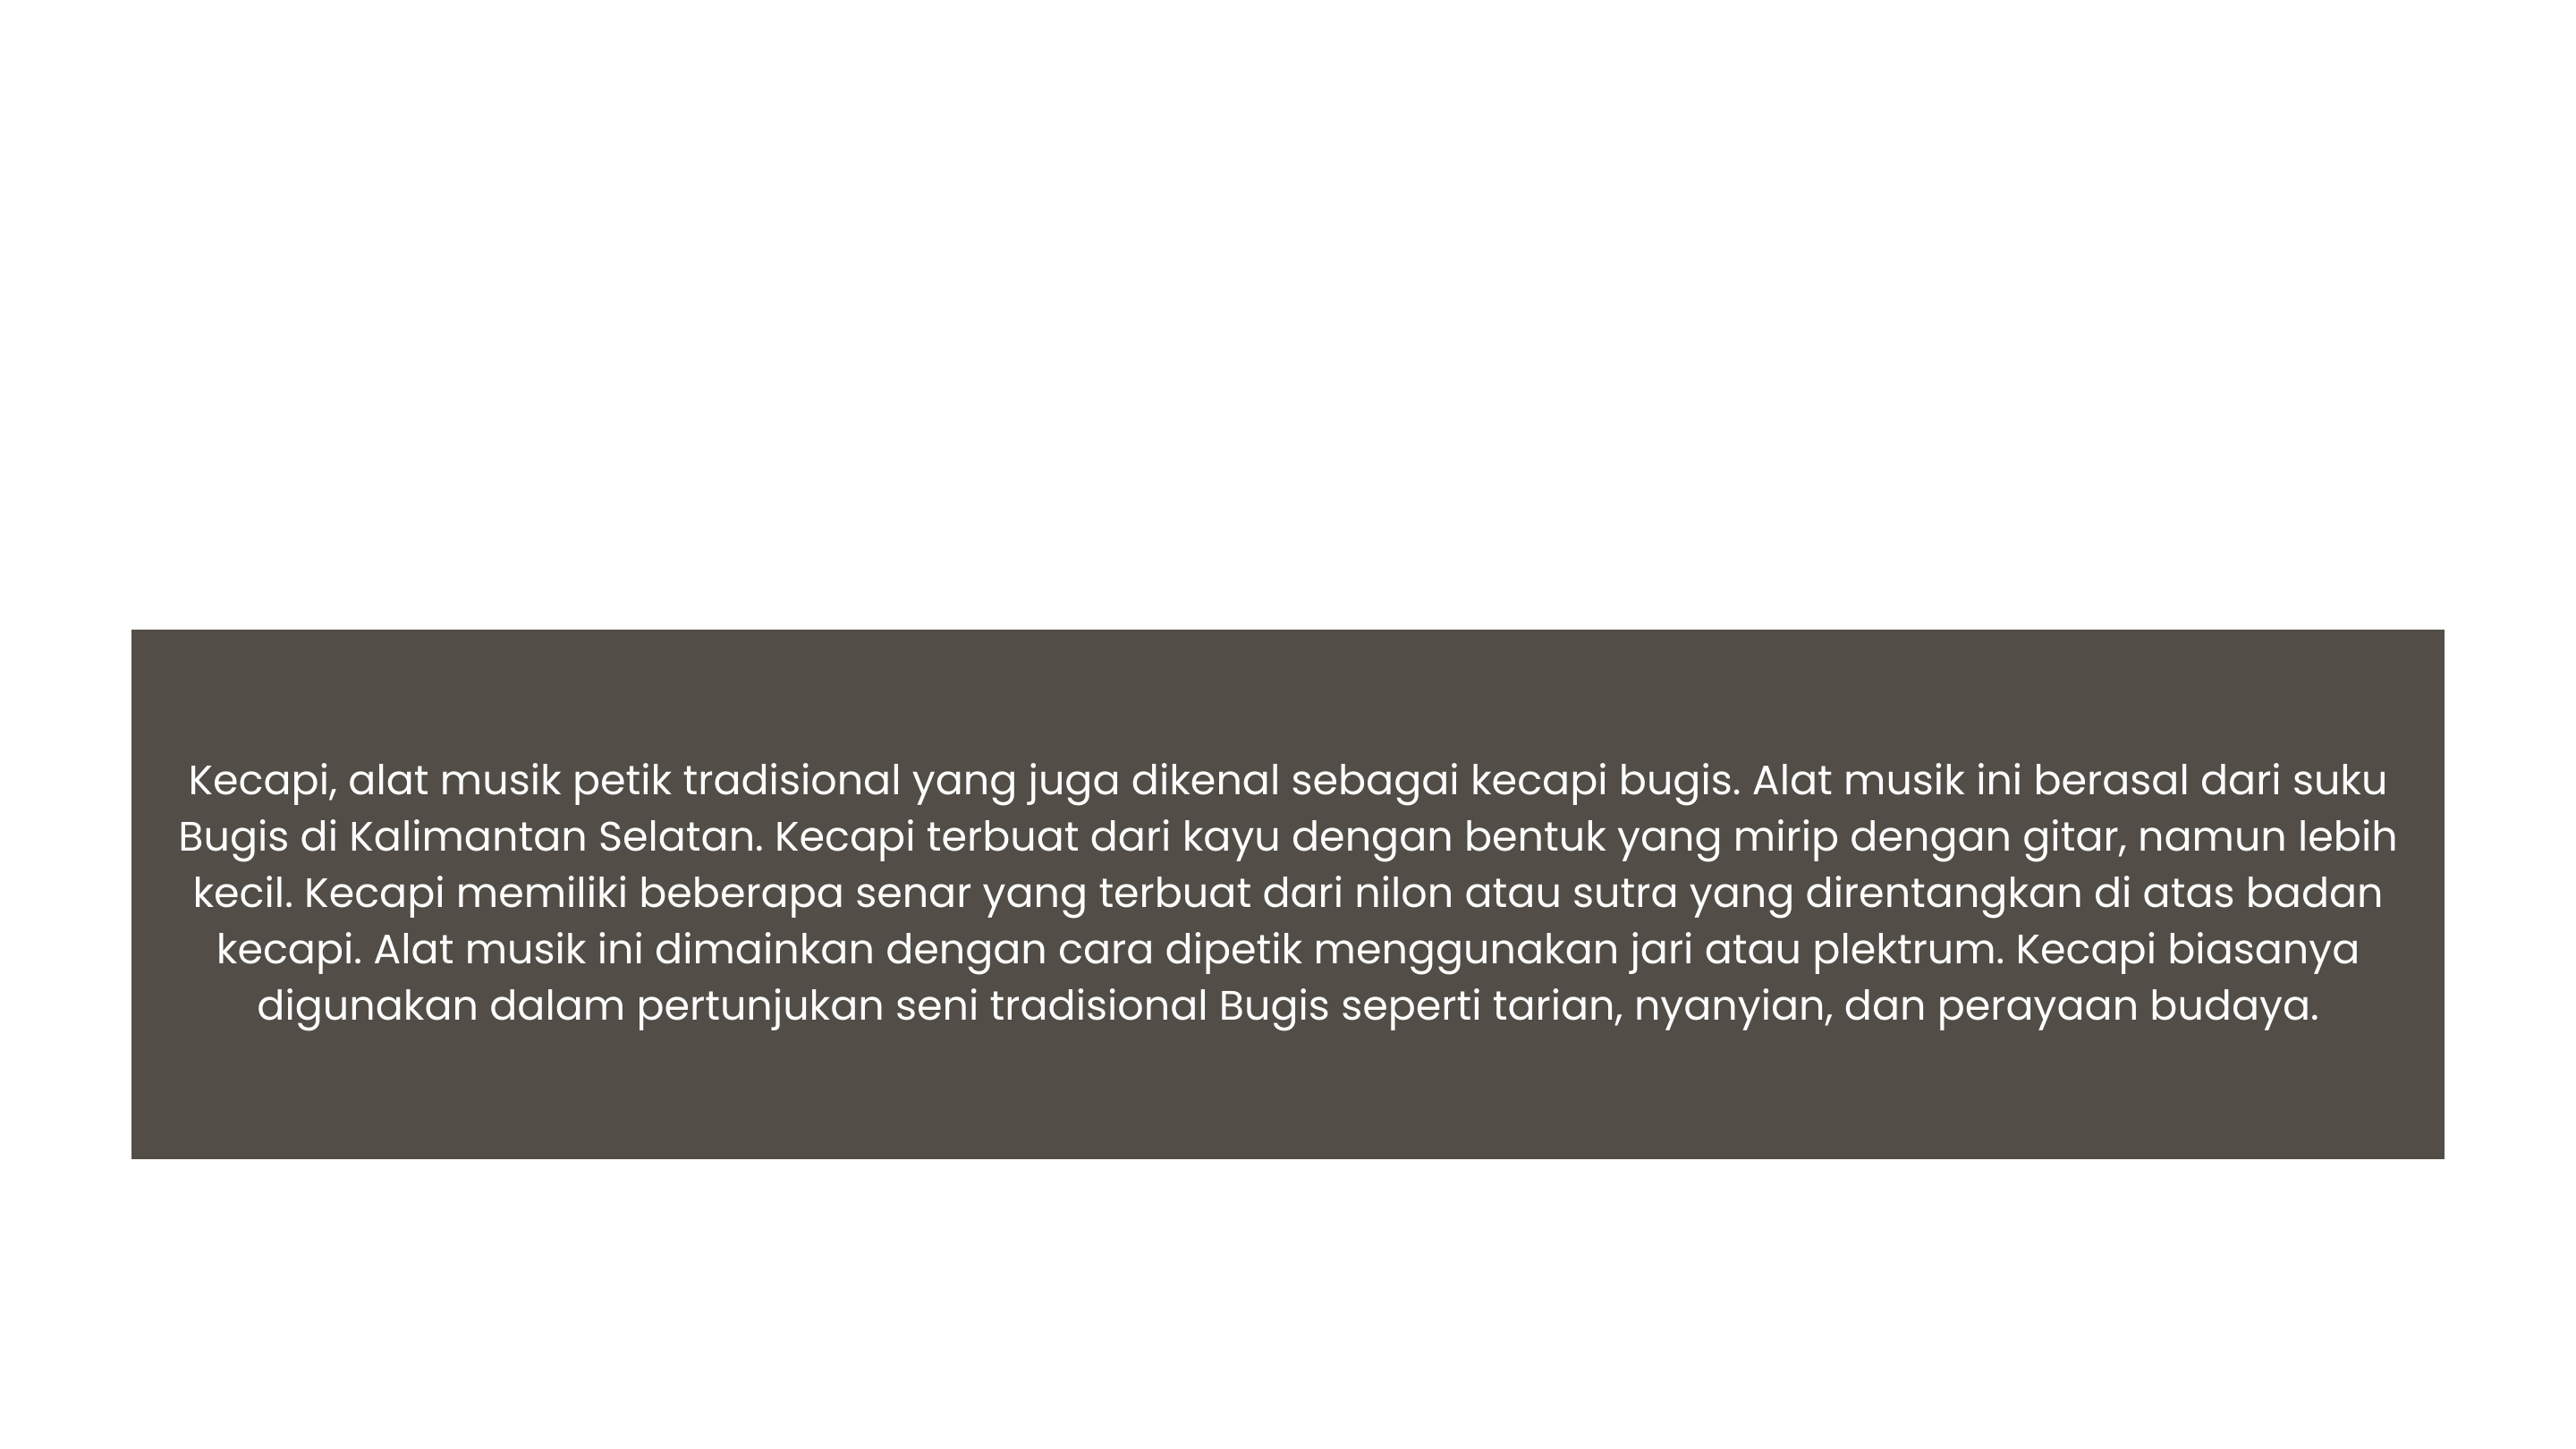 Kecapi, alat musik petik tradisional yang juga dikenal sebagai kecapi bugis. Alat musik ini berasal dari suku
Bugis di Kalimantan Selatan. Kecapi terbuat dari kayu dengan bentuk yang mirip dengan gitar, namun lebih
kecil. Kecapi memiliki beberapa senar yang terbuat dari nilon atau sutra yang direntangkan di atas badan
kecapi. Alat musik ini dimainkan dengan cara dipetik menggunakan jari atau plektrum. Kecapi biasanya
digunakan dalam pertunjukan seni tradisional Bugis seperti tarian, nyanyian, dan perayaan budaya.